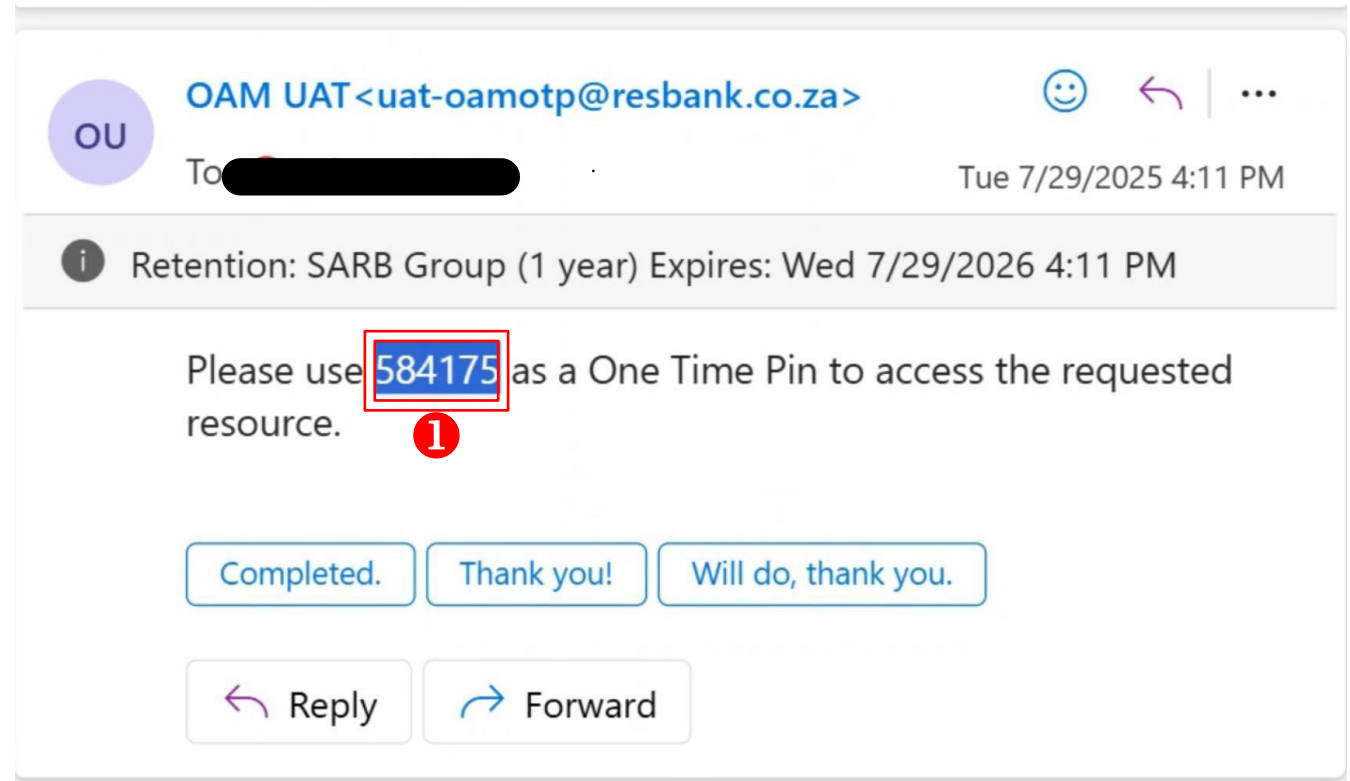 OU
OAM UAT<uat-oamotp@resbank.co.za>
To
Tue 7/29/2025 4:11 PM
Retention: SARB Group (1 year) Expires: Wed 7/29/2026 4:11 PM
Please use 584175 as a One Time Pin to access the requested
resource.
1
Completed. Thank you! Will do, thank you.
Reply Forward